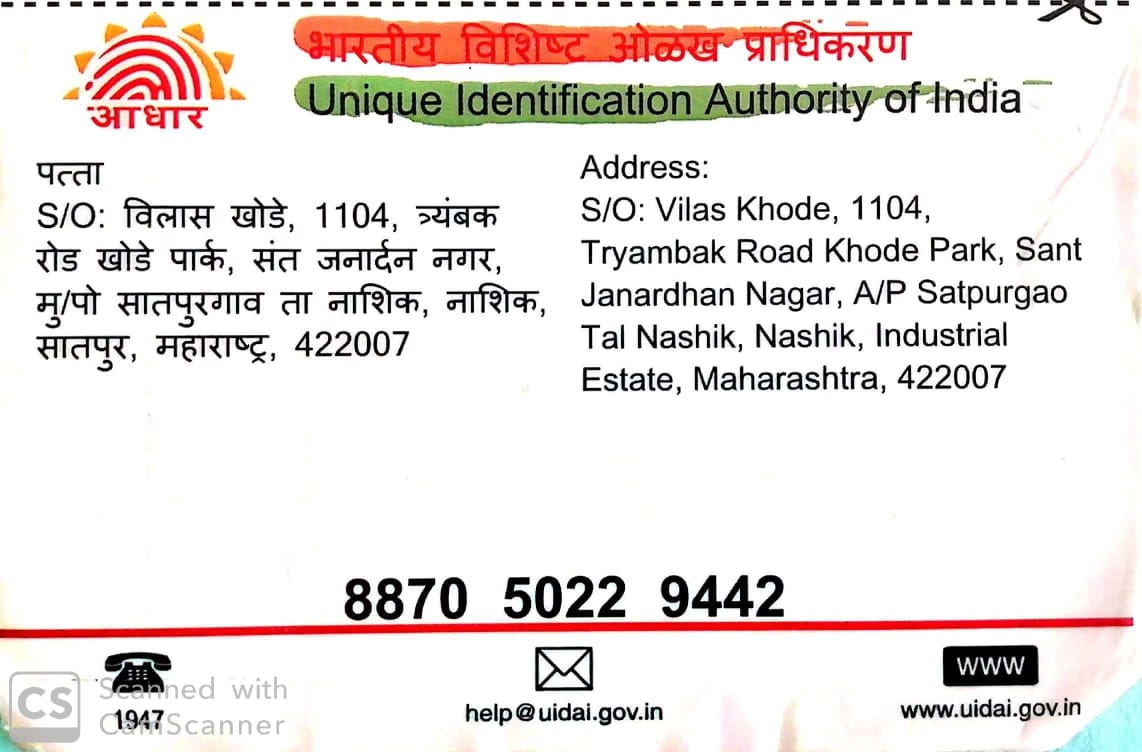 भारतीय विशिष्ट ओळख प्राधिकरण
Unique Identification Authority of India
आधार
पत्ता
S/O: विलास खोडे, 1104, त्र्यंबक
रोड खोडे पार्क, संत जनार्दन नगर,
मु/पो सातपुरगाव ता नाशिक, नाशिक,
सातपुर, महाराष्ट्र, 422007
Address:
S/O: Vilas Khode, 1104,
Tryambak Road Khode Park, Sant
Janardhan Nagar, A/P Satpurgao
Tal Nashik, Nashik, Industrial
Estate, Maharashtra, 422007
8870 5022 9442
1947
help@uidai.gov.in
www
www.uidai.gov.in
CS
Scanned with
CamScanner